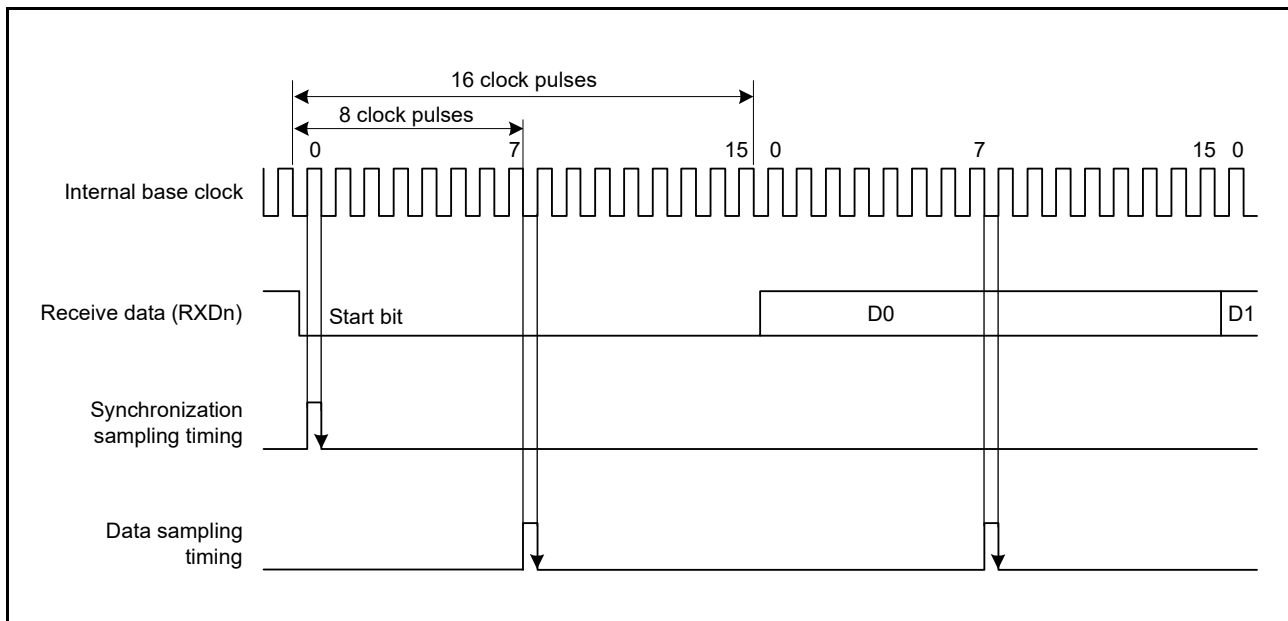 16 clock pulses
8 clock pulses
0 7 15 0 7 15 0
Internal base clock
Receive data (RXDn)
Start bit
D0
D1
Synchronization
sampling timing
Data sampling
timing